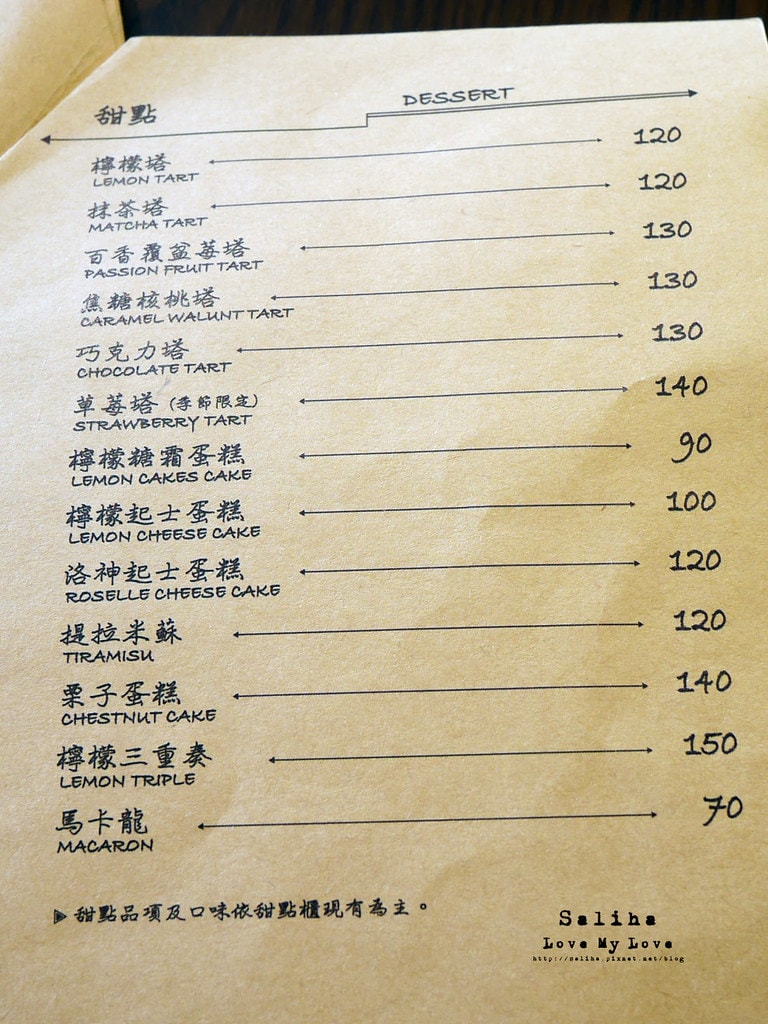 甜點 DESSERT
檸檬塔 120
LEMON TART
抹茶塔 120
MATCHA TART
百香覆盆莓塔 130
PASSION FRUIT TART
焦糖核桃塔 130
CARAMEL WALUNT TART
巧克力塔 130
CHOCOLATE TART
草莓塔 (季節限定) 140
STRAWBERRY TART
檸檬糖霜蛋糕 90
LEMON CAKES CAKE
檸檬起士蛋糕 100
LEMON CHEESE CAKE
洛神起士蛋糕 120
ROSELLE CHEESE CAKE
提拉米蘇 120
TIRAMISU
栗子蛋糕 140
CHESTNUT CAKE
檸檬三重奏 150
LEMON TRIPLE
馬卡龍 70
MACARON
甜點品項及口味依甜點櫃現有為主。
Saliha
Love My Love
http://saliha.pixnet.net/blog